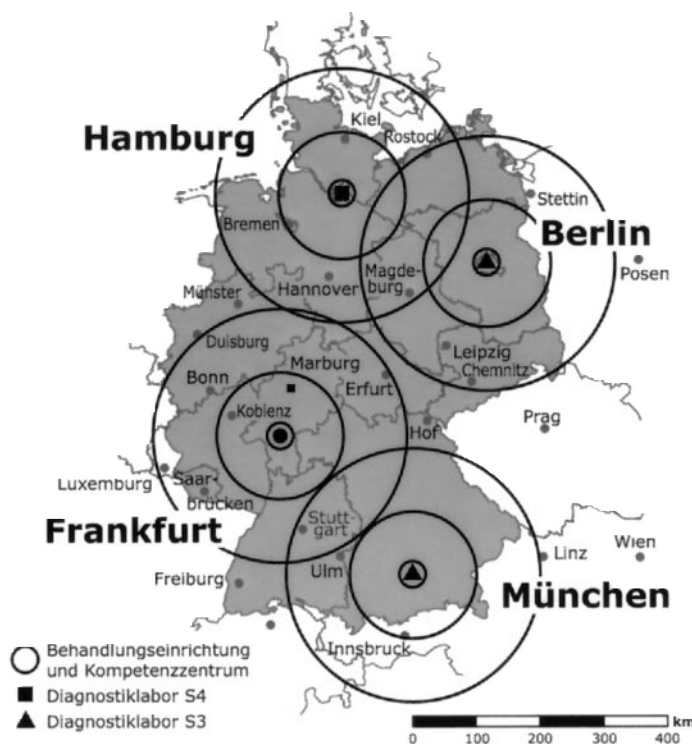 Kiel
Hamburg
Rostock
Stettin
Bremen
Berlin
Magde-
burg
Posen
Hannover
Münster
Duisburg
Leipzig
Marburg
Chemnitz
Bonn
Erfurt
Koblenz
Hof
Prag
Luxemburg
Saar-
brücken
Frankfurt
Stutt-
gart
Linz
Wien
Ulm
Freiburg
München
Innsbruck
Behandlungseinrichtung
und Kompetenzzentrum
Diagnostiklabor S4
Diagnostiklabor S3
km
0 100 200 300 400